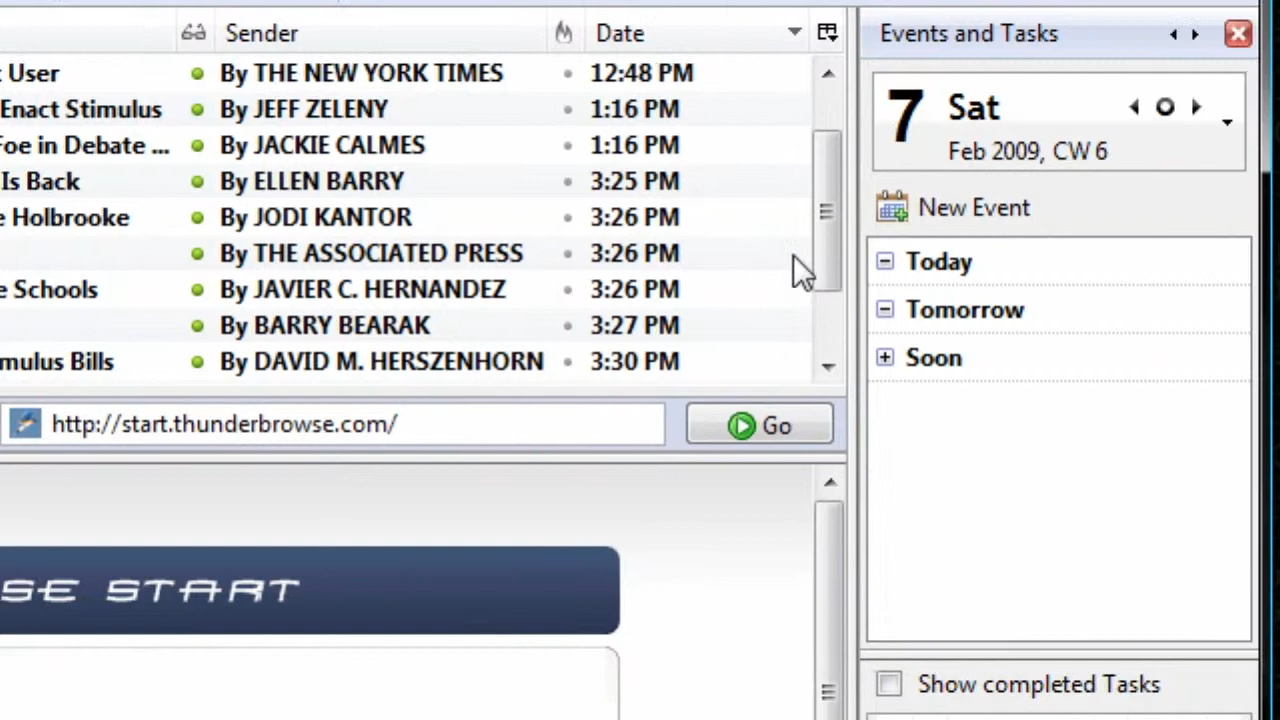 Sender Date
User By THE NEW YORK TIMES 12:48 PM
Enact Stimulus By JEFF ZELENY 1:16 PM
Foe in Debate ... By JACKIE CALMES 1:16 PM
Is Back By ELLEN BARRY 3:25 PM
e Holbrooke By JODI KANTOR 3:26 PM
By THE ASSOCIATED PRESS 3:26 PM
e Schools By JAVIER C. HERNANDEZ 3:26 PM
By BARRY BEARAK 3:27 PM
mulus Bills By DAVID M. HERSZENHORN 3:30 PM
http://start.thunderbrowse.com/ Go
SE START
Events and Tasks
7 Sat
Feb 2009, CW 6
New Event
Today
Tomorrow
Soon
Show completed Tasks